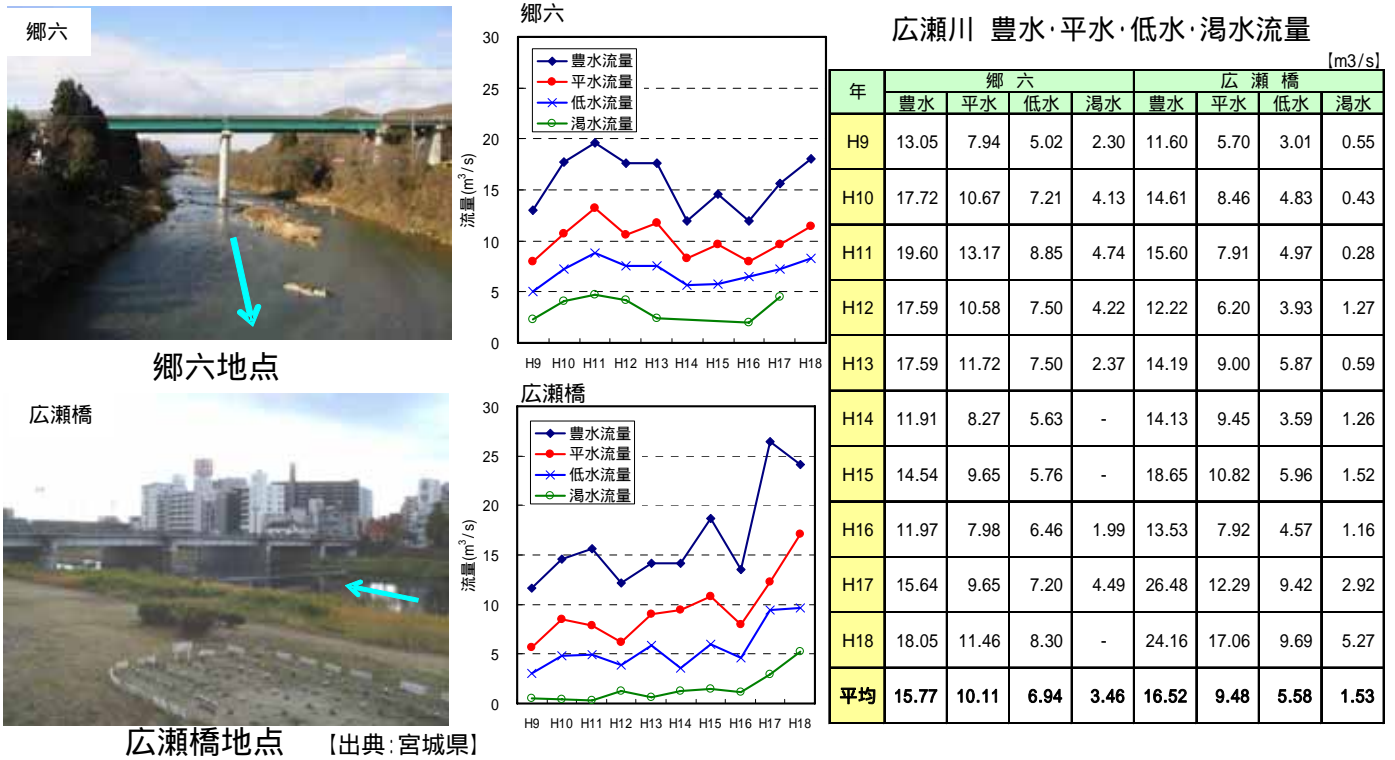 郷六
郷六地点
広瀬橋
広瀬橋地点 【出典:宮城県】
郷六
流量(m³/s)
30
25
20
15
10
5
0
豊水流量
平水流量
低水流量
渇水流量
H9 H10 H11 H12 H13 H14 H15 H16 H17 H18
広瀬橋
流量(m³/s)
30
25
20
15
10
5
0
豊水流量
平水流量
低水流量
渇水流量
H9 H10 H11 H12 H13 H14 H15 H16 H17 H18
広瀬川 豊水・平水・低水・渇水流量
【m3/s】
年 郷六 広瀬橋
豊水 平水 低水 渇水 豊水 平水 低水 渇水
H9 13.05 7.94 5.02 2.30 11.60 5.70 3.01 0.55
H10 17.72 10.67 7.21 4.13 14.61 8.46 4.83 0.43
H11 19.60 13.17 8.85 4.74 15.60 7.91 4.97 0.28
H12 17.59 10.58 7.50 4.22 12.22 6.20 3.93 1.27
H13 17.59 11.72 7.50 2.37 14.19 9.00 5.87 0.59
H14 11.91 8.27 5.63 - 14.13 9.45 3.59 1.26
H15 14.54 9.65 5.76 - 18.65 10.82 5.96 1.52
H16 11.97 7.98 6.46 1.99 13.53 7.92 4.57 1.16
H17 15.64 9.65 7.20 4.49 26.48 12.29 9.42 2.92
H18 18.05 11.46 8.30 - 24.16 17.06 9.69 5.27
平均 15.77 10.11 6.94 3.46 16.52 9.48 5.58 1.53